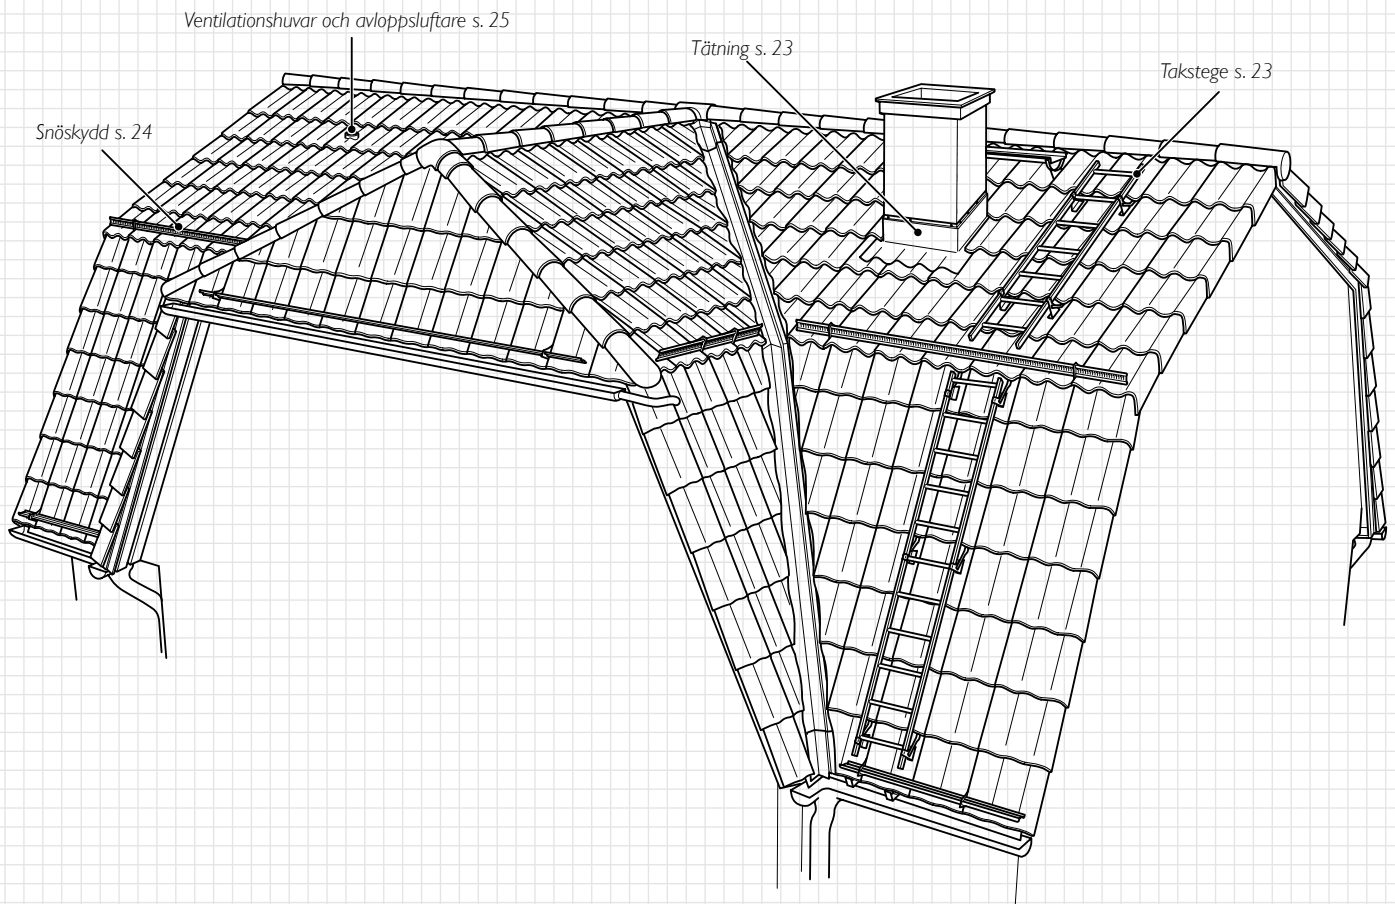 Ventilationshuvar och avloppsluftare s. 25
Tätning s. 23
Takstege s. 23
Snöskydd s. 24